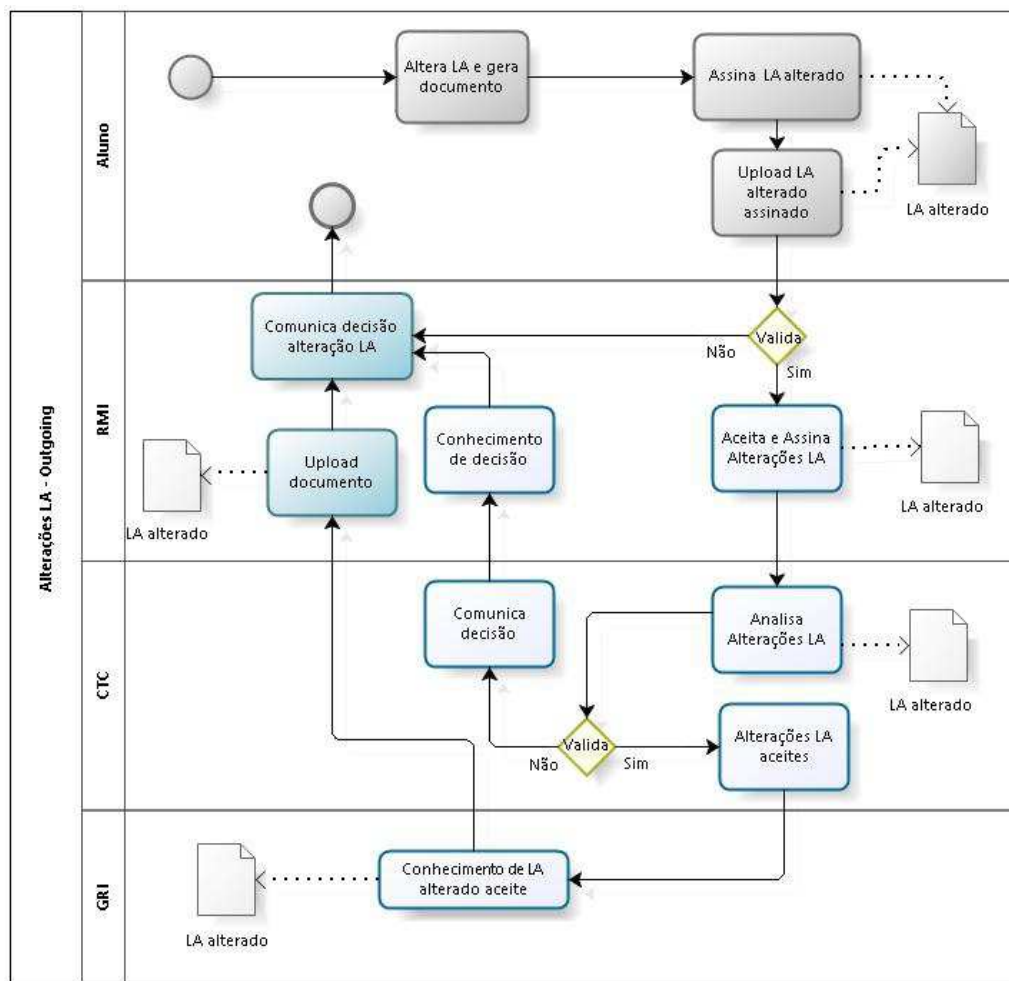 Alterações LA - Outgoing
Aluno
Altera LA e gera
documento
Assina LA alterado
Upload LA
alterado
assinado
LA alterado
RMI
Comunica decisão
alteração LA
Valida
Não
Sim
Upload
documento
Conhecimento
de decisão
Aceita e Assina
Alterações LA
LA alterado
LA alterado
CTC
Comunica
decisão
Analisa
Alterações LA
LA alterado
Valida
Não
Sim
Alterações LA
aceites
GRI
Conhecimento de LA
alterado aceite
LA alterado